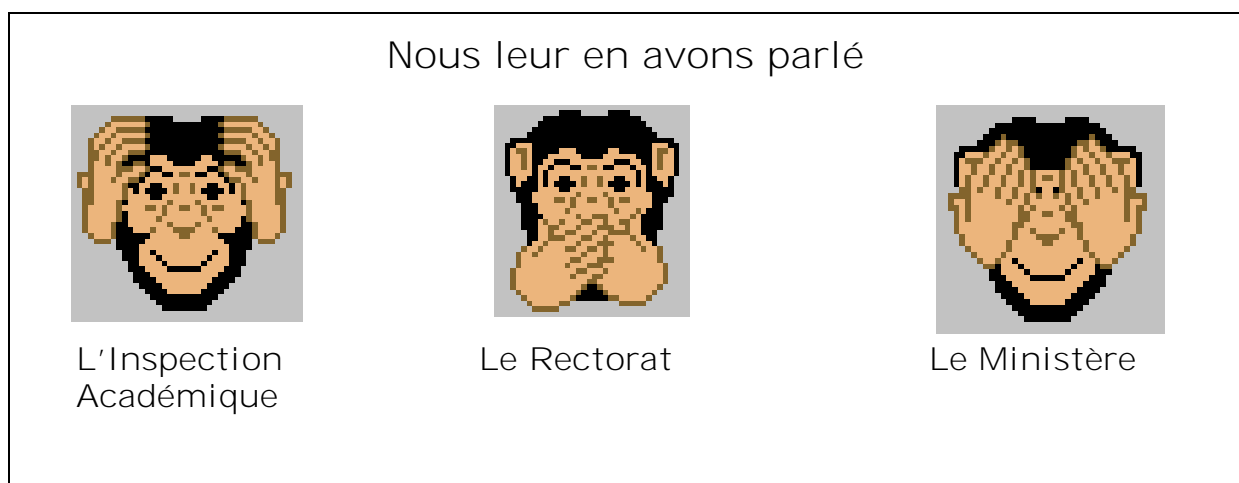 Nous leur en avons parlé
L'Inspection
Académique
Le Rectorat
Le Ministère